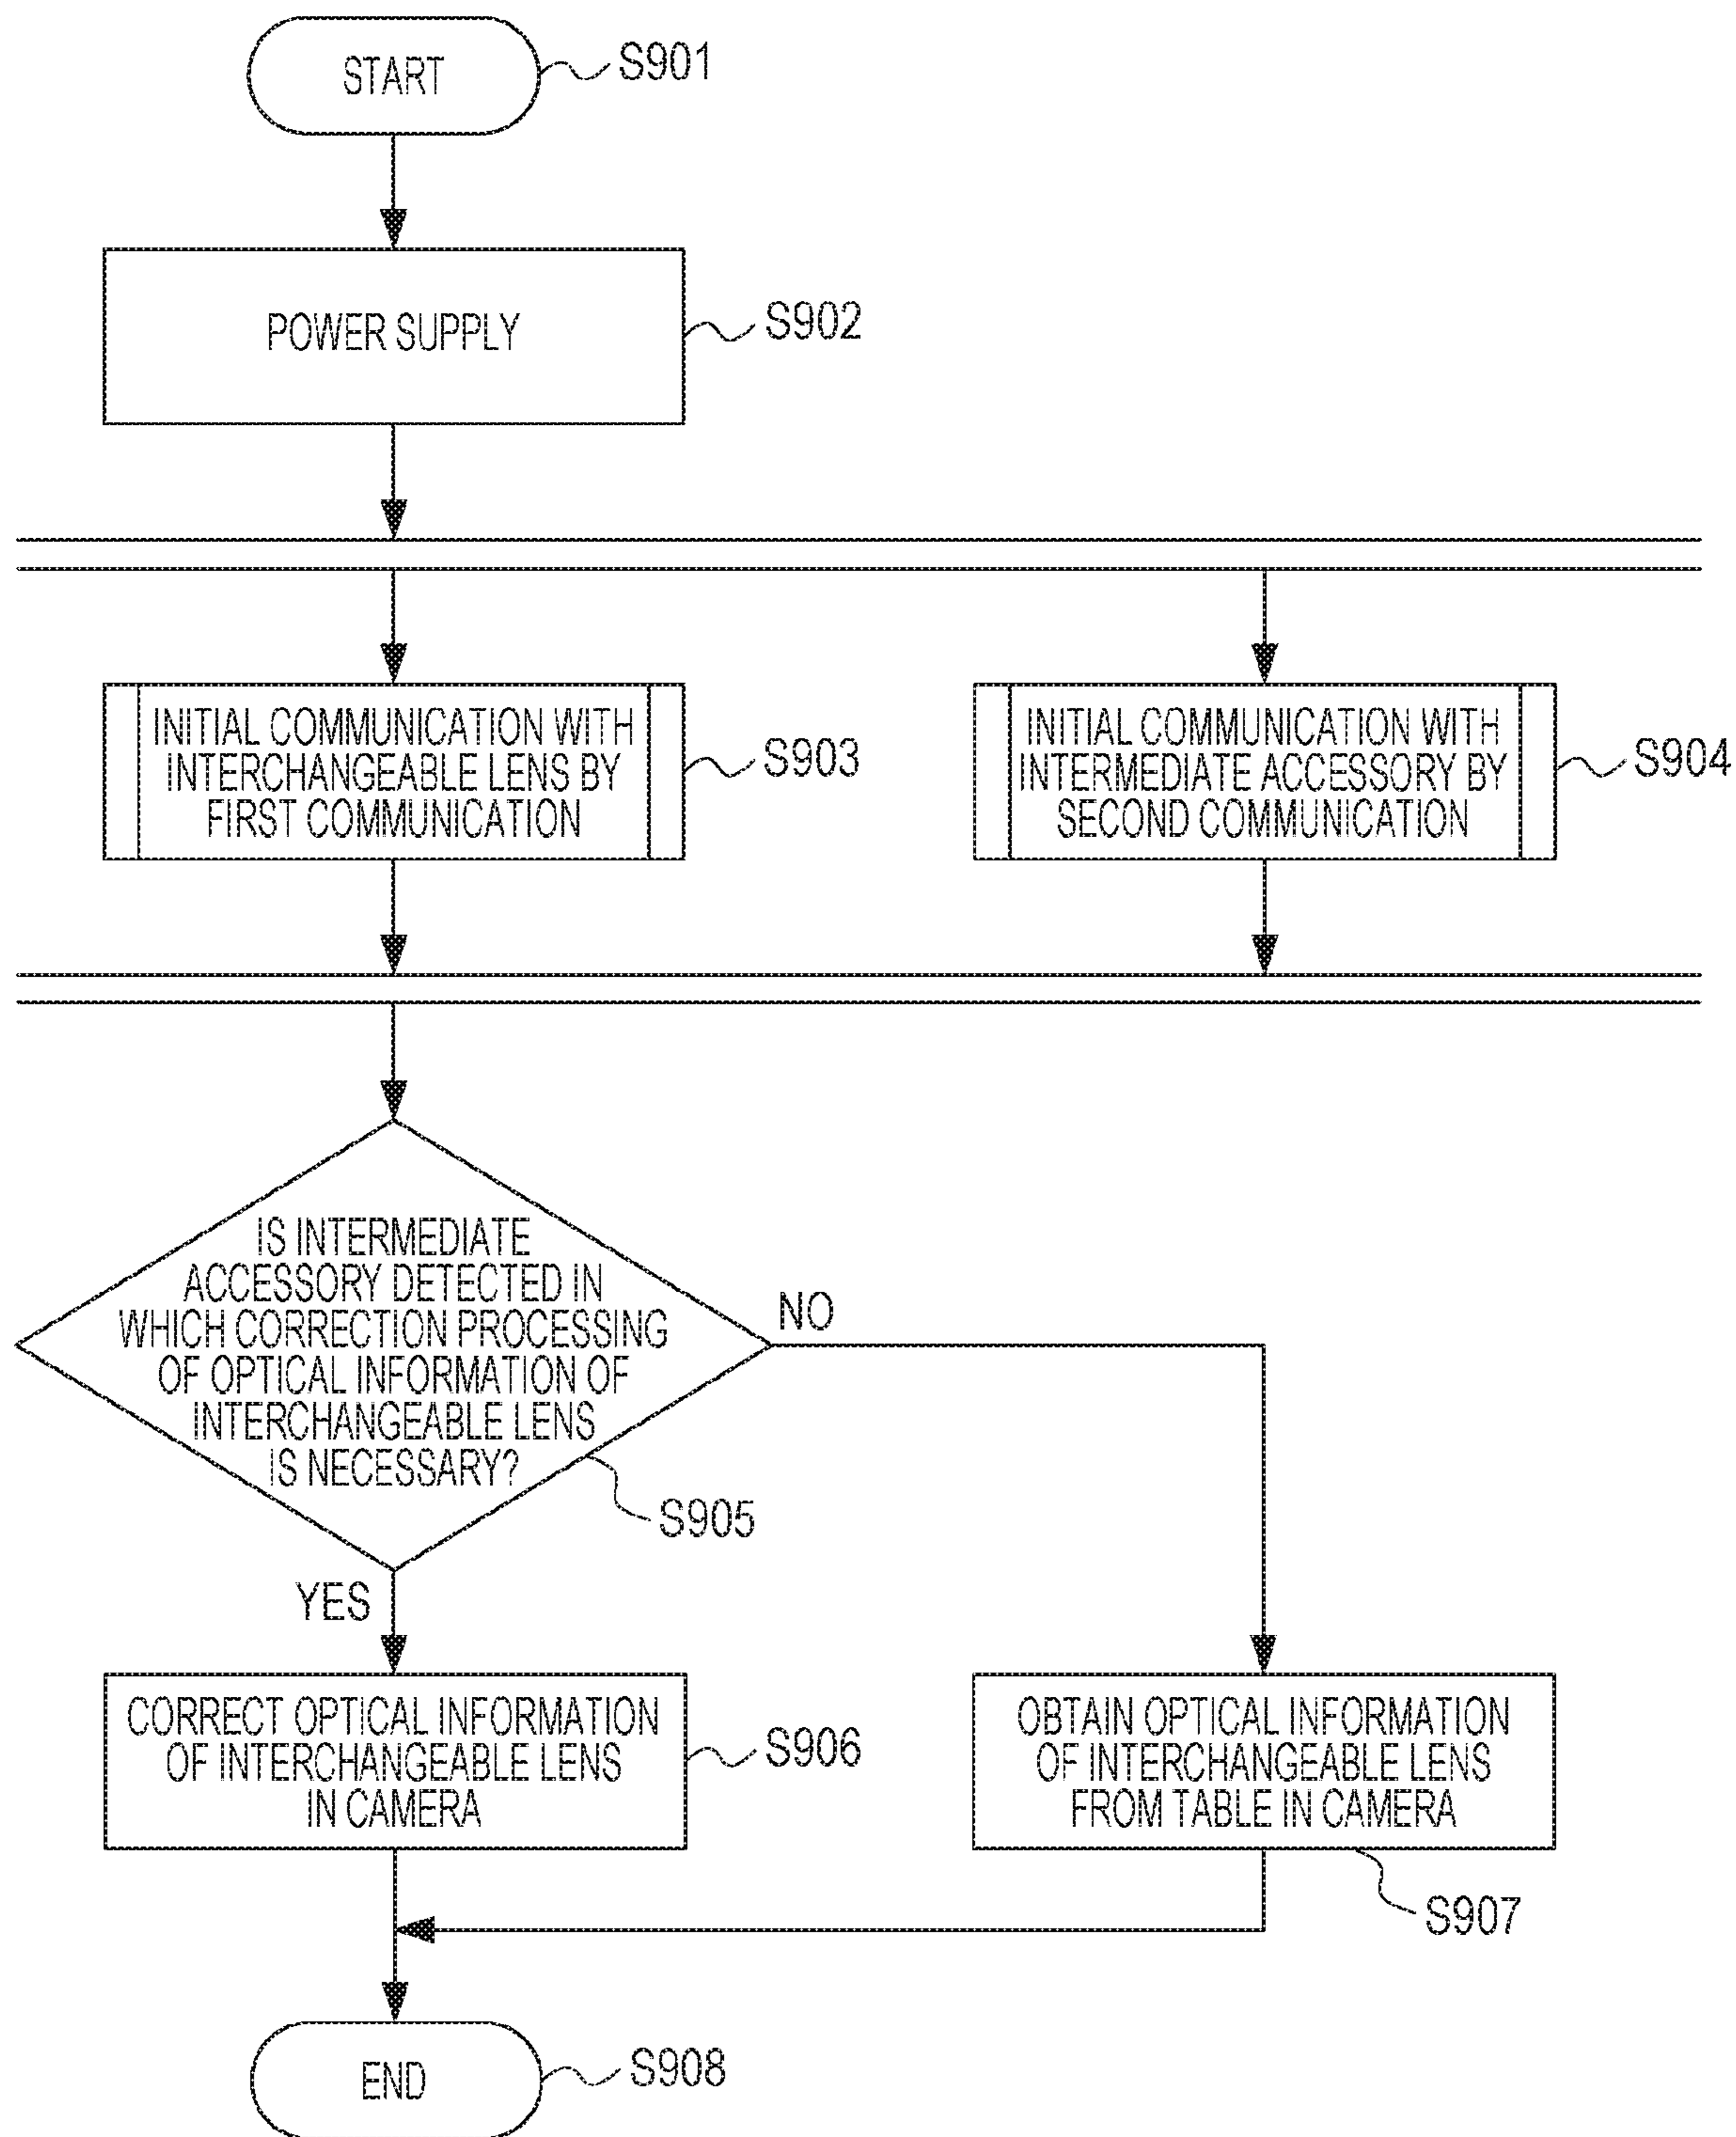 START
S901
POWER SUPPLY
S902
INITIAL COMMUNICATION WITH
INTERCHANGEABLE LENS BY
FIRST COMMUNICATION
S903
INITIAL COMMUNICATION WITH
INTERMEDIATE ACCESSORY BY
SECOND COMMUNICATION
S904
IS INTERMEDIATE
ACCESSORY DETECTED IN
WHICH CORRECTION PROCESSING
OF OPTICAL INFORMATION OF
INTERCHANGEABLE LENS
IS NECESSARY?
S905
NO
YES
CORRECT OPTICAL INFORMATION
OF INTERCHANGEABLE LENS
IN CAMERA
S906
OBTAIN OPTICAL INFORMATION
OF INTERCHANGEABLE LENS
FROM TABLE IN CAMERA
S907
END
S908